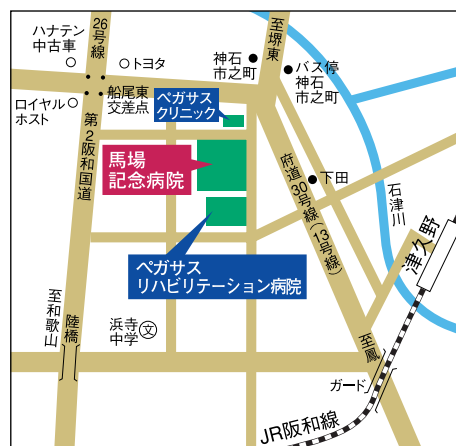 ハナテン
中古車
26号線
トヨタ
至堺東
神石
市之町
バス停
神石
市之町
ロイヤル
ホスト
船尾東
交差点
ペガサス
クリニック
第2阪和国道
馬場
記念病院
府道30号線(13号線)
下田
石津川
津久野
ペガサス
リハビリテーション病院
至和歌山
陸橋
浜寺
中学
文
至鳳
ガード
JR阪和線